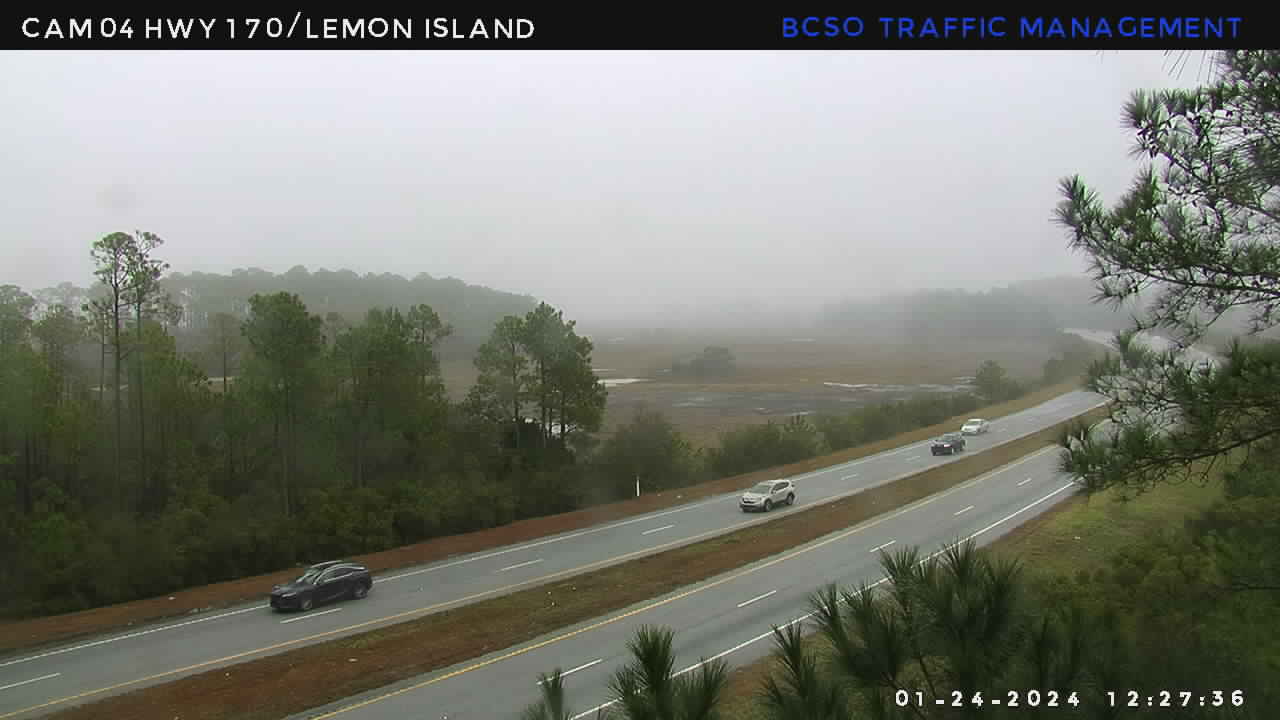 CAM04 HWY 170/LEMON ISLAND
BCSO TRAFFIC MANAGEMENT
01-24-2024 12:27:36